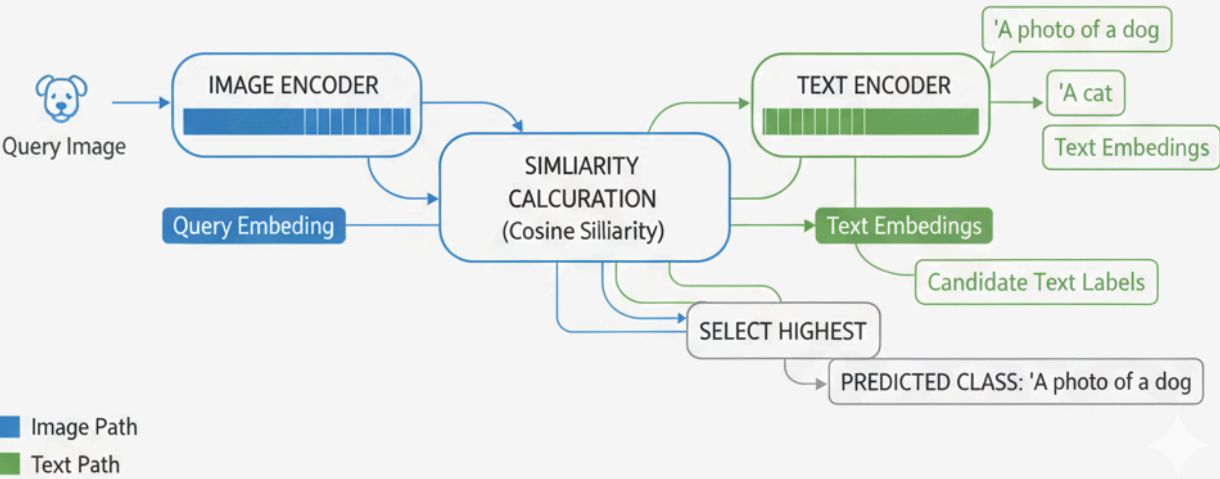 'A photo of a dog
IMAGE ENCODER
TEXT ENCODER
'A cat
Query Image
Text Embedings
SIMLIARITY
CALCURATION
(Cosine Silliarity)
Query Embeding
Text Embedings
Candidate Text Labels
SELECT HIGHEST
PREDICTED CLASS: 'A photo of a dog
Image Path
Text Path